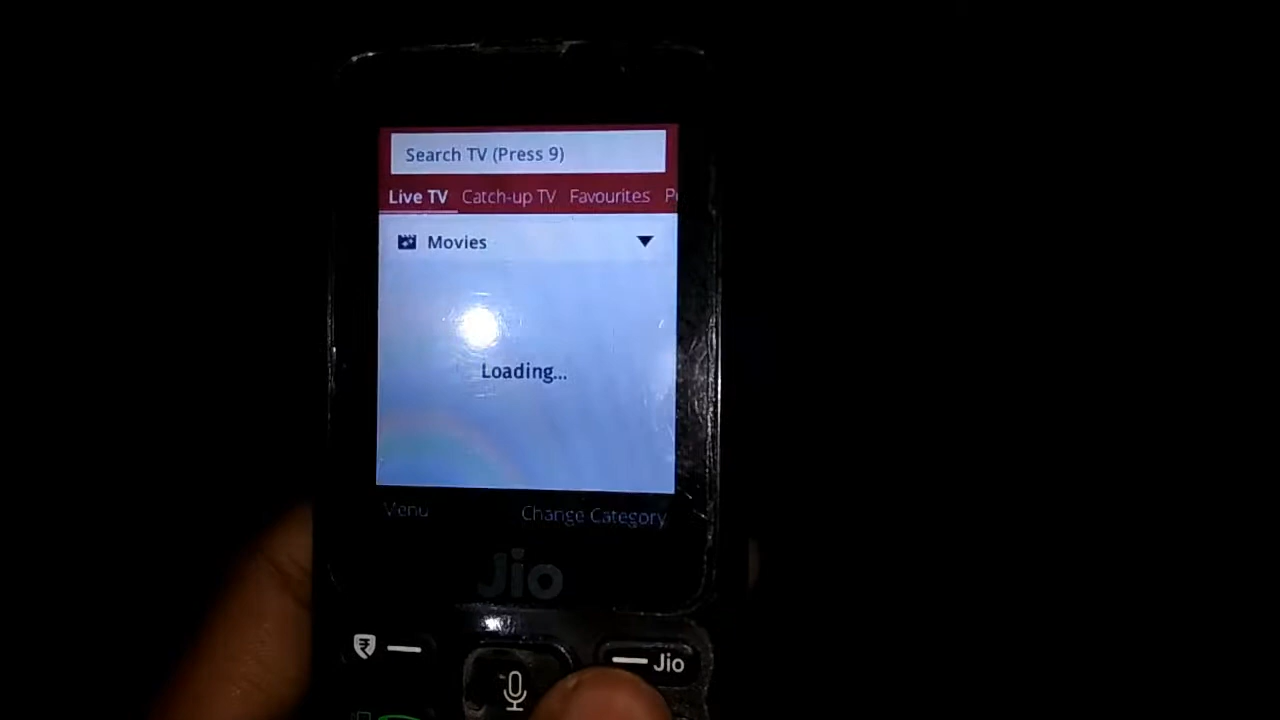 Search TV (Press 9)
Live TV Catch-up TV Favourites
Movies
Loading...
Menu Change Category
Jio
Jio